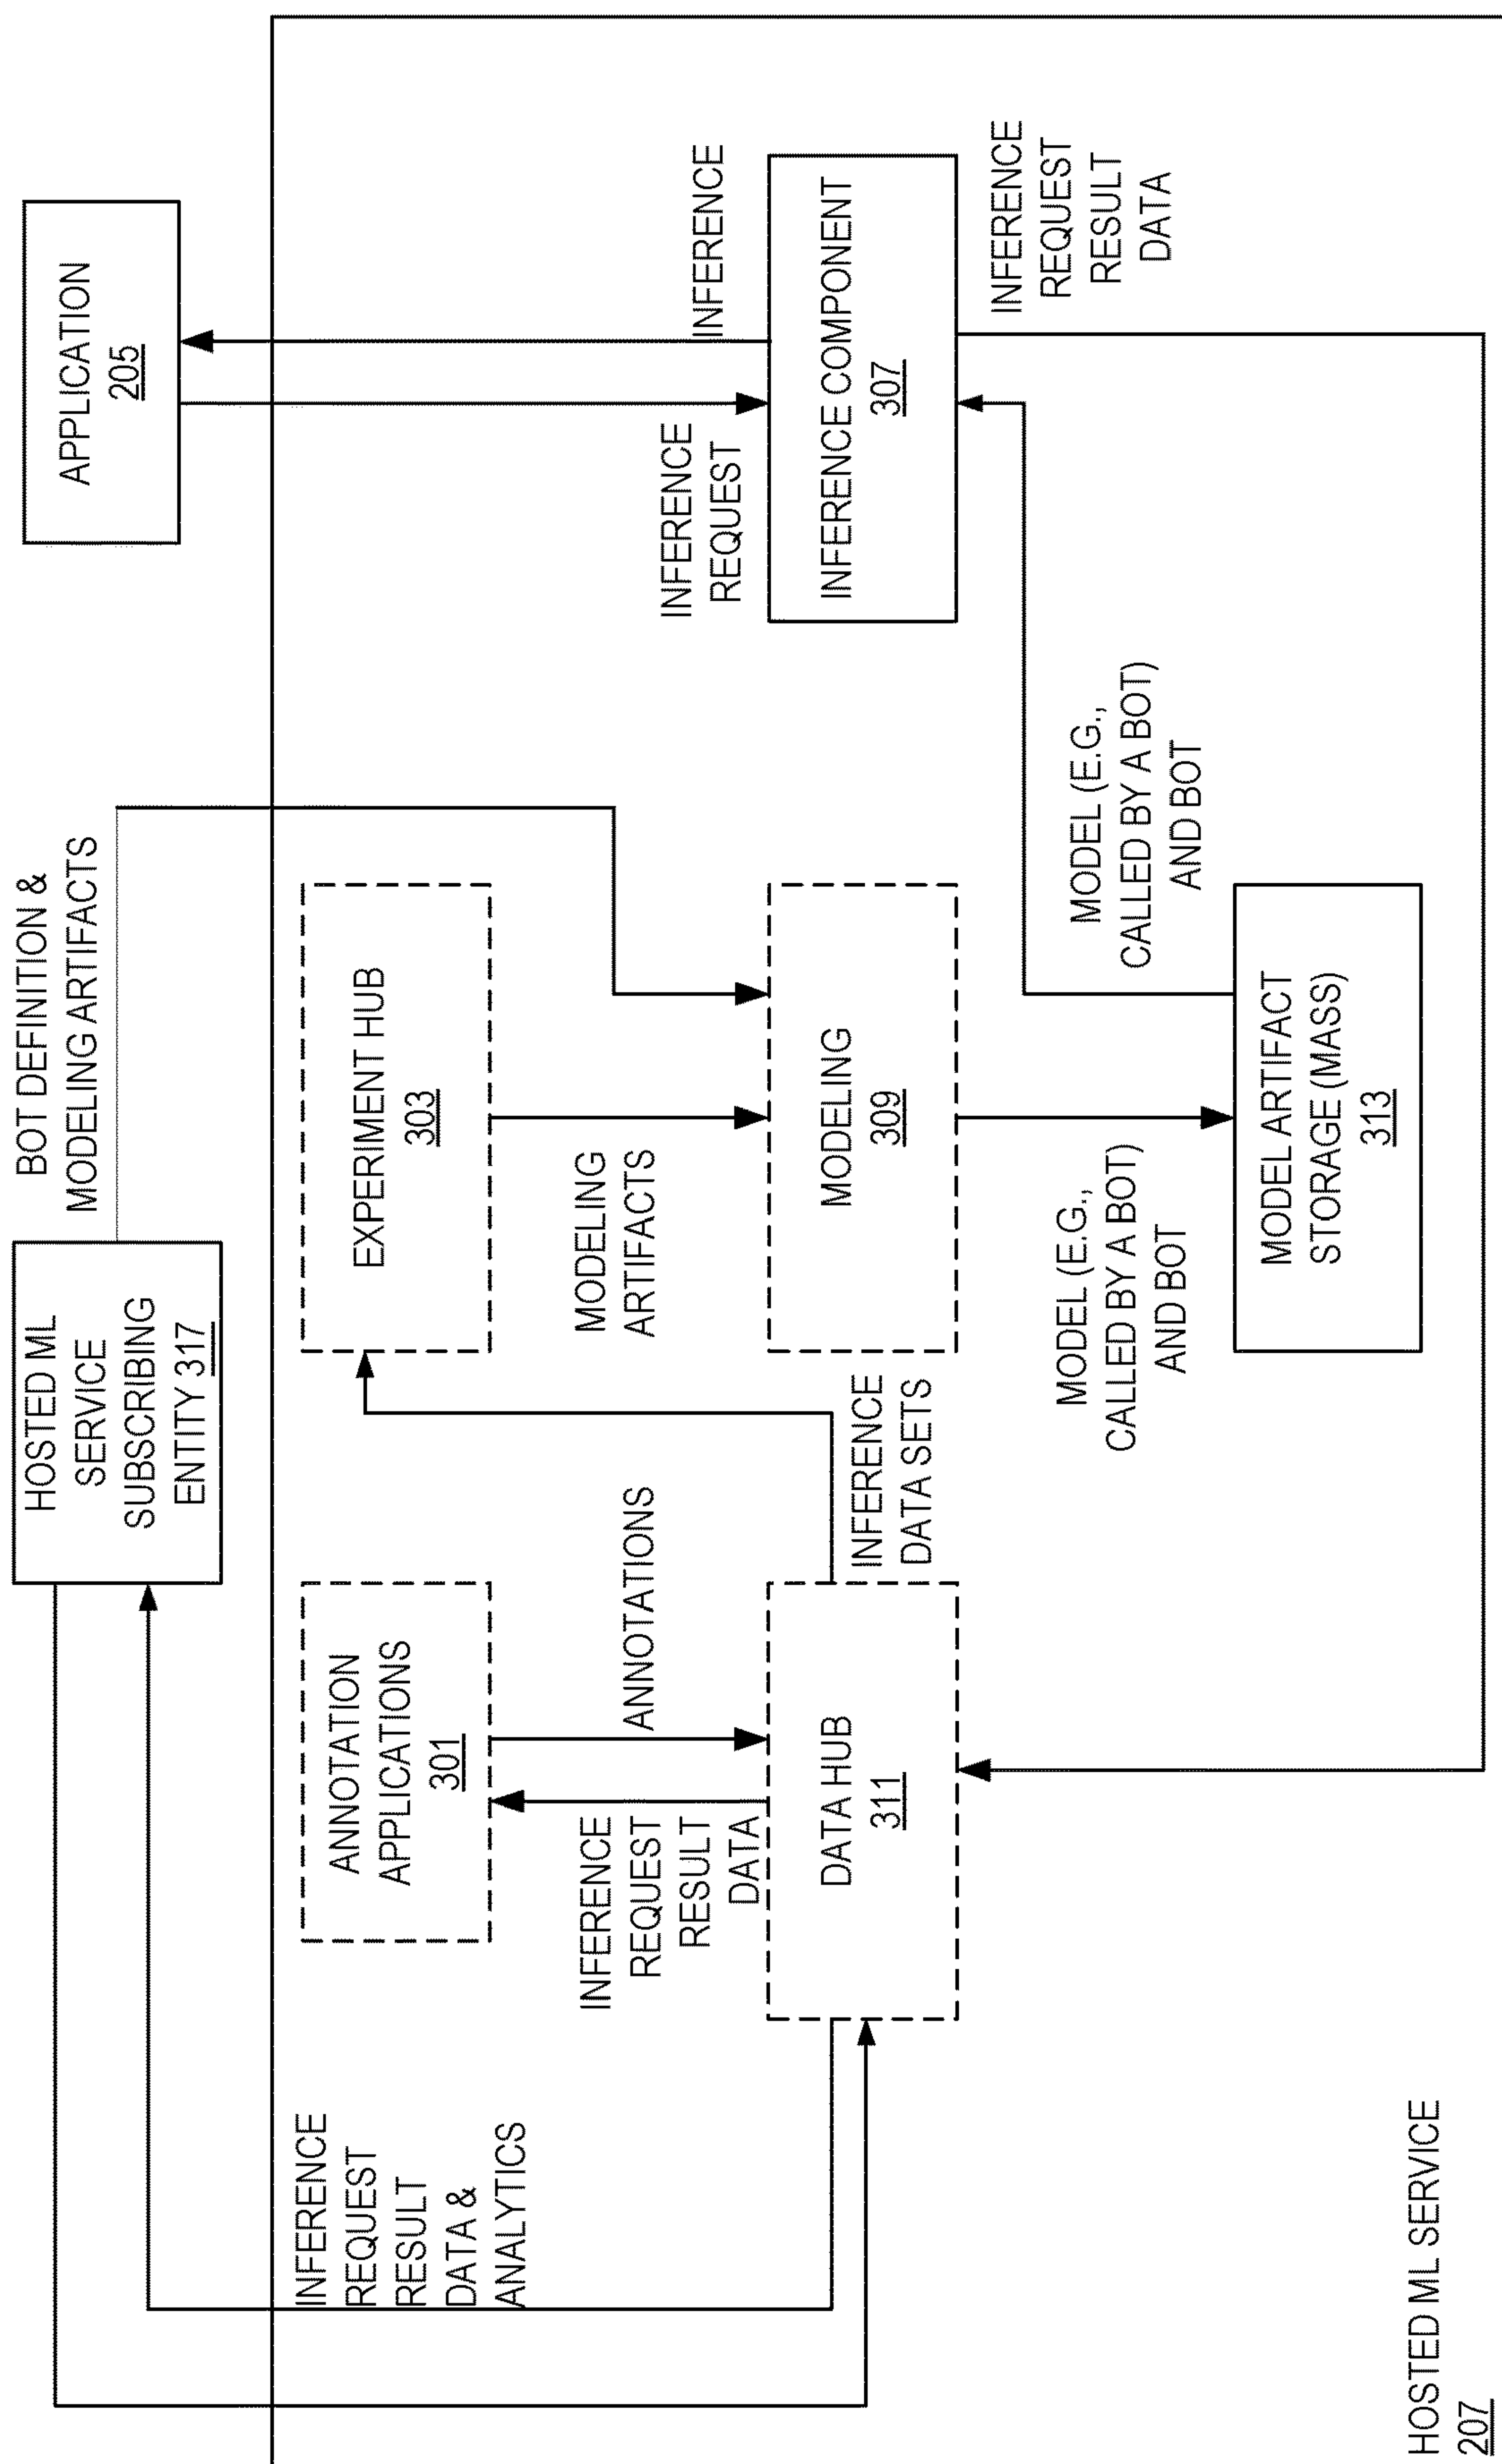 HOSTED ML
SERVICE
SUBSCRIBING
ENTITY 317
BOT DEFINITION &
MODELING ARTIFACTS
APPLICATION
205
INFERENCE
REQUEST
RESULT
DATA &
ANALYTICS
ANNOTATION
APPLICATIONS
301
EXPERIMENT HUB
303
INFERENCE
REQUEST
RESULT
DATA
ANNOTATIONS
MODELING
ARTIFACTS
INFERENCE
REQUEST
INFERENCE
DATA HUB
311
INFERENCE
DATA SETS
MODELING
309
INFERENCE COMPONENT
307
INFERENCE
REQUEST
RESULT
DATA
MODEL (E.G.,
CALLED BY A BOT)
AND BOT
MODEL (E.G.,
CALLED BY A BOT)
AND BOT
MODEL ARTIFACT
STORAGE (MASS)
313
HOSTED ML SERVICE
207